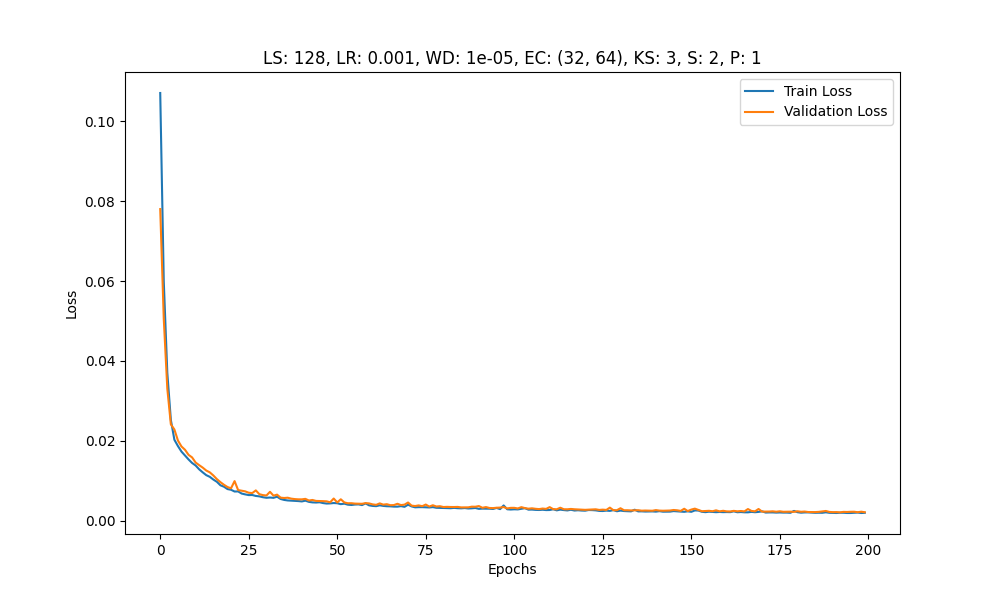 LS: 128, LR: 0.001, WD: 1e-05, EC: (32, 64), KS: 3, S: 2, P: 1
Train Loss
Validation Loss
0.10
0.08
0.06
0.04
0.02
0.00
Loss
0 25 50 75 100 125 150 175 200
Epochs